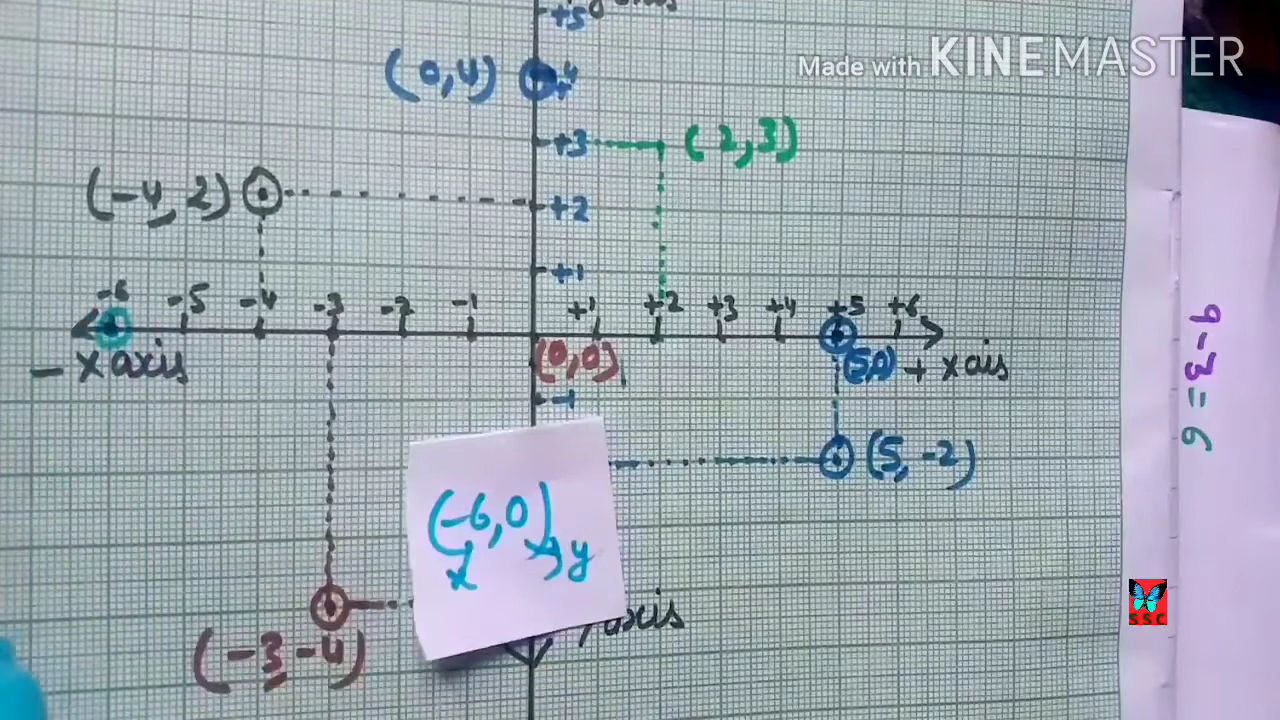 +5
Made with KINEMASTER
(0,4) +4
+3 (2,3)
(-4,2) +2
+1
-6 -5 -4 -3 -2 -1 +1 +2 +3 +4 +5 +6
- x axis (0,0) (5,0) + x ais
-1
(5,-2)
(-6,0)
x y
axis
(-3-4)
9-3=6
SSC